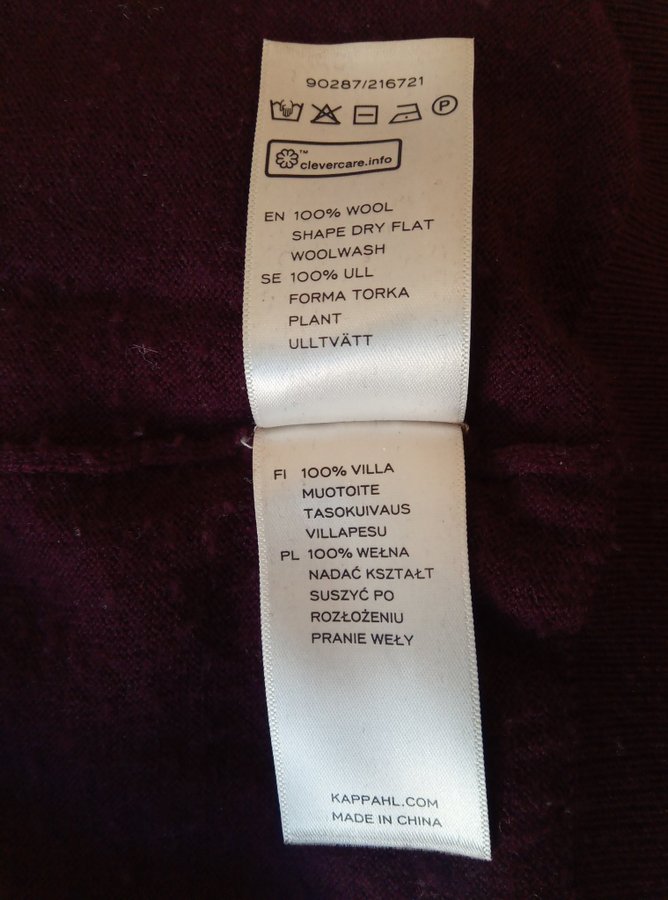 90287/216721
P
™
clevercare.info
EN 100% WOOL
SHAPE DRY FLAT
WOOLWASH
SE 100% ULL
FORMA TORKA
PLANT
ULLTVÄTT
FI 100% VILLA
MUOTOITE
TASOKUIVAUS
VILLAPESU
PL 100% WEŁNA
NADAĆ KSZTAŁT
SUSZYĆ PO
ROZŁOŻENIU
PRANIE WEŁY
KAPPAHL.COM
MADE IN CHINA